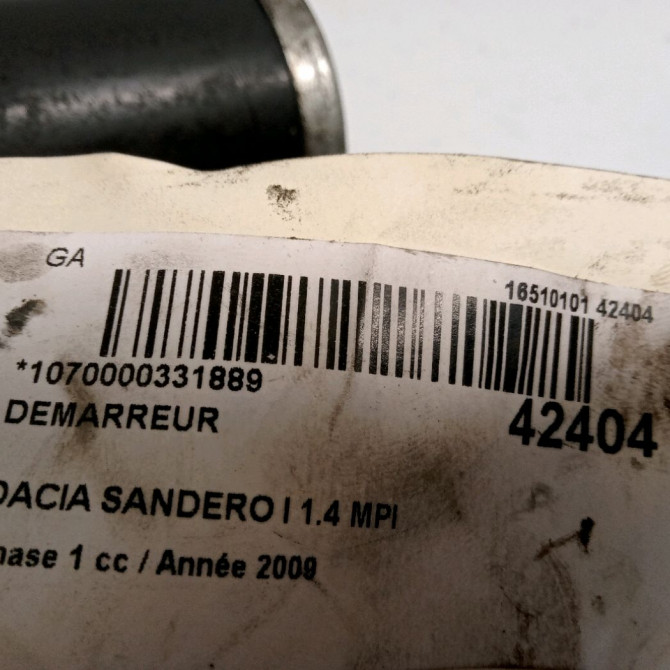 GA
16510101 42404
*1070000331889
DEMARREUR
42404
DACIA SANDERO I 1.4 MPI
hase 1 cc / Année 2009